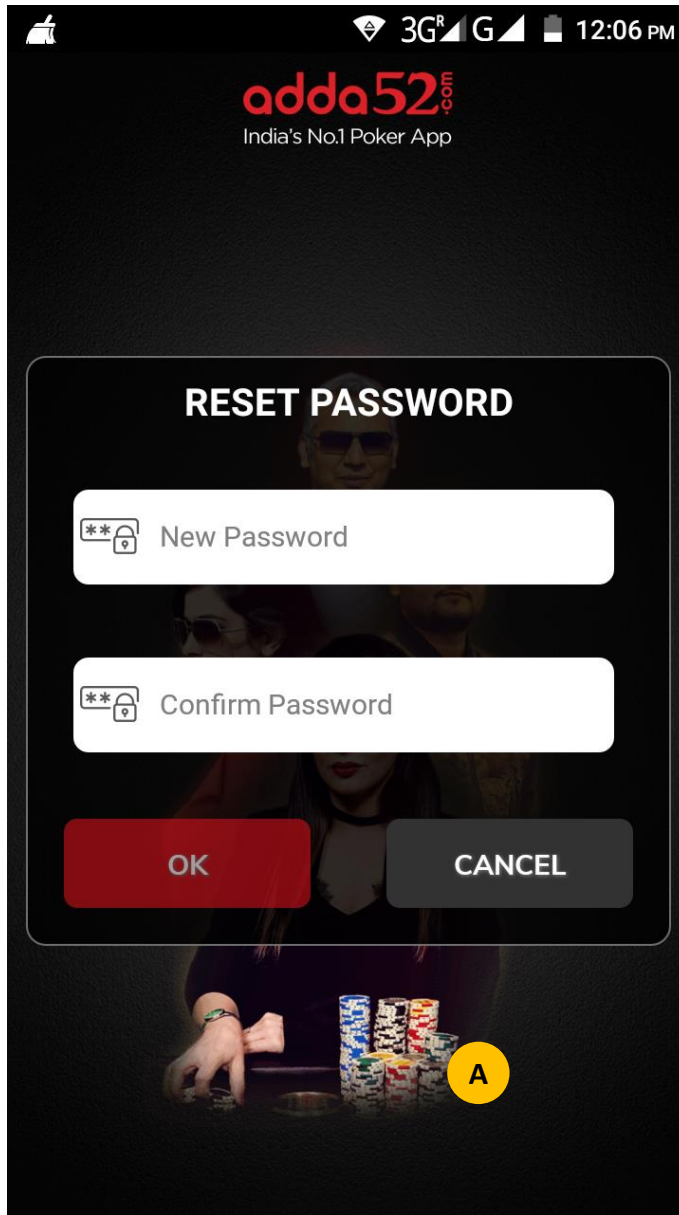 3G R G 12:06 PM
adda52.com
India's No.1 Poker App
RESET PASSWORD
** New Password
** Confirm Password
OK CANCEL
A